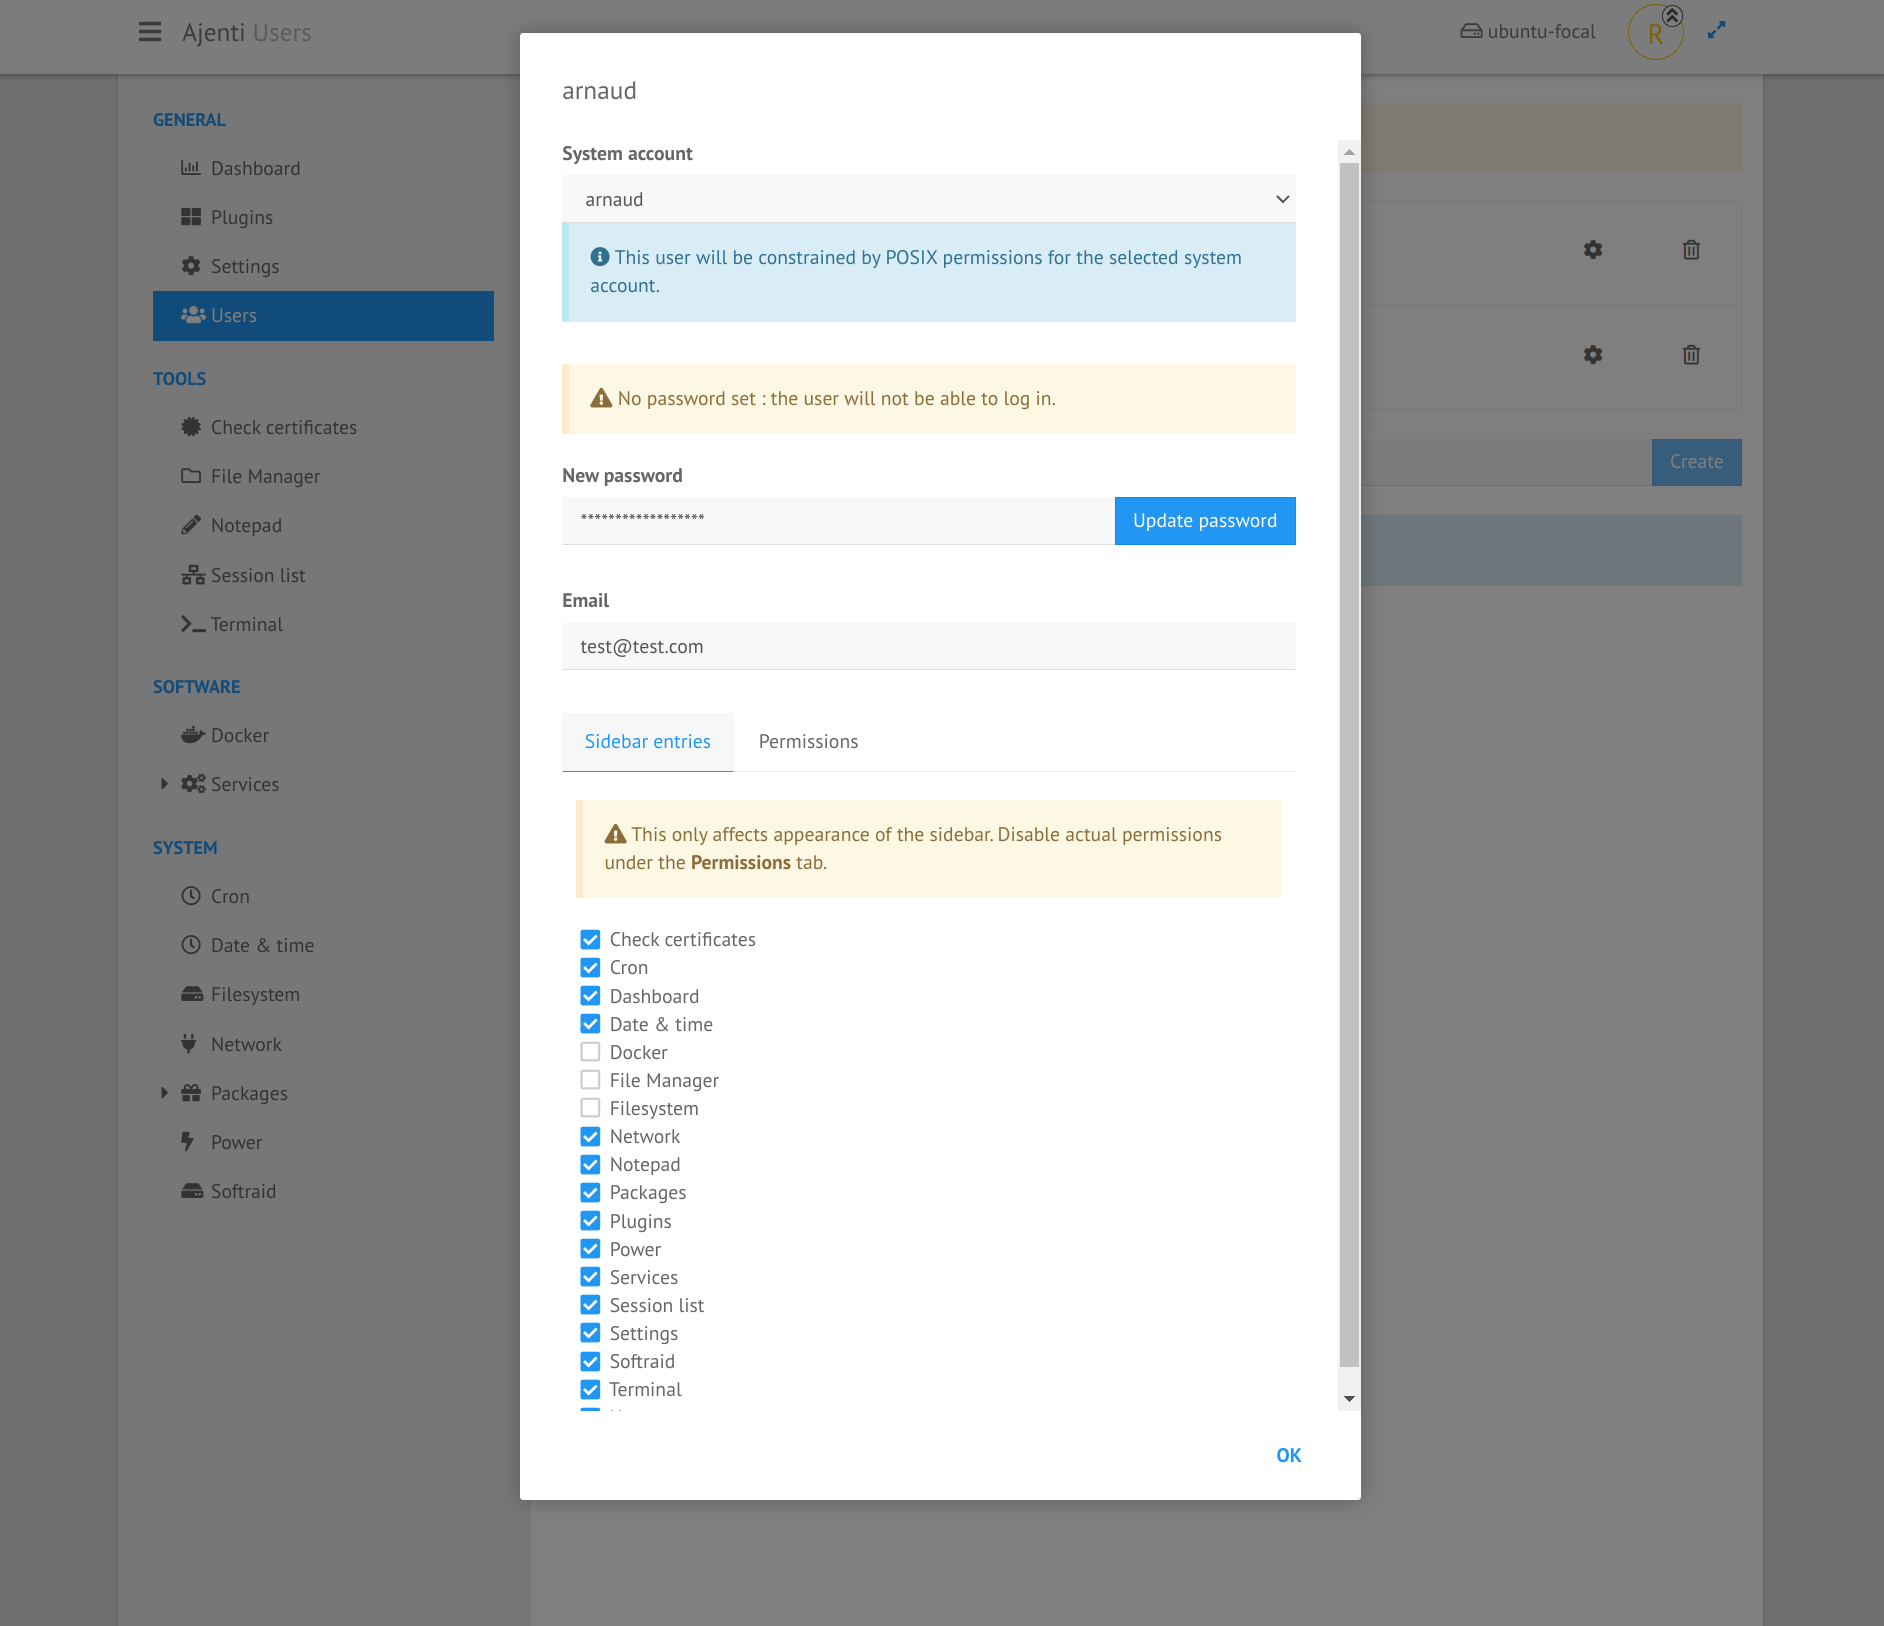 Ajenti Users
ubuntu-focal
R
GENERAL
Dashboard
Plugins
Settings
Users
TOOLS
Check certificates
File Manager
Notepad
Session list
Terminal
SOFTWARE
Docker
Services
SYSTEM
Cron
Date & time
Filesystem
Network
Packages
Power
Softraid
Create
arnaud
System account
arnaud
This user will be constrained by POSIX permissions for the selected system
account.
No password set : the user will not be able to log in.
New password
******************
Update password
Email
test@test.com
Sidebar entries
Permissions
This only affects appearance of the sidebar. Disable actual permissions
under the Permissions tab.
Check certificates
Cron
Dashboard
Date & time
Docker
File Manager
Filesystem
Network
Notepad
Packages
Plugins
Power
Services
Session list
Settings
Softraid
Terminal
OK